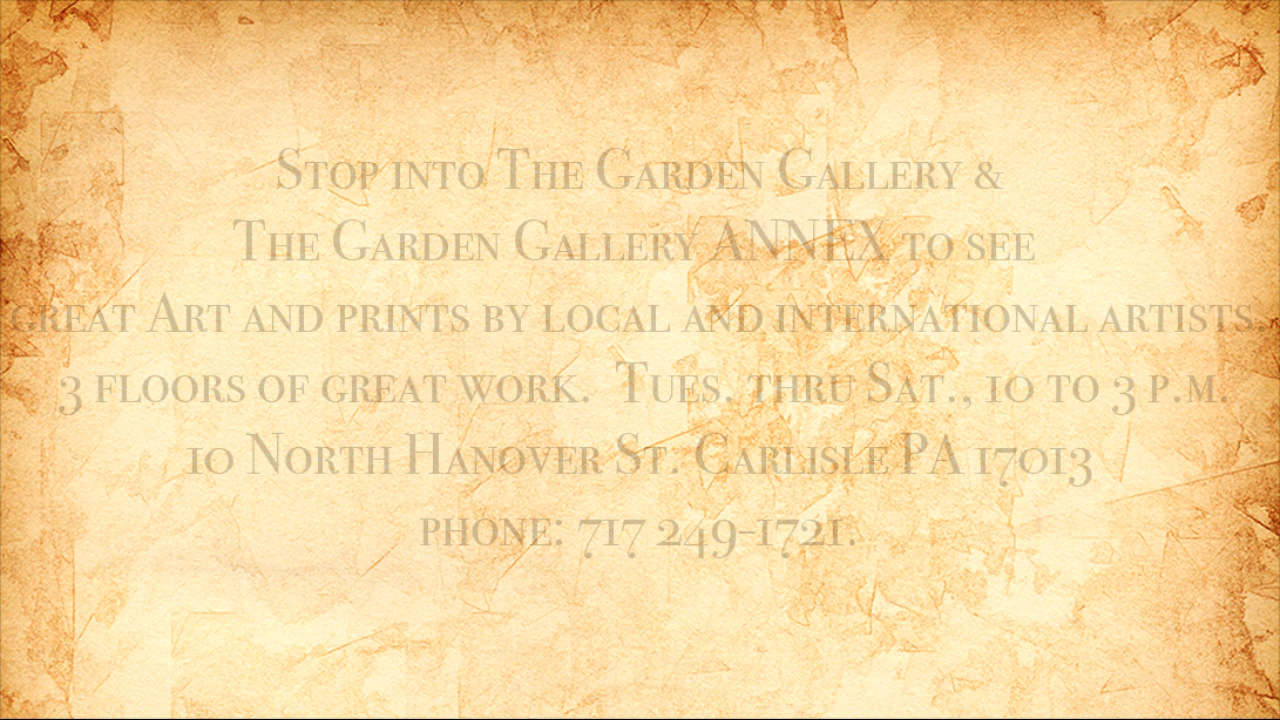 Stop into The Garden Gallery &
The Garden Gallery ANNEX to see
great Art and prints by local and international artists.
3 floors of great work.  Tues. thru Sat., 10 to 3 p.m.
10 North Hanover St. Carlisle PA 17013
phone: 717 249-1721.